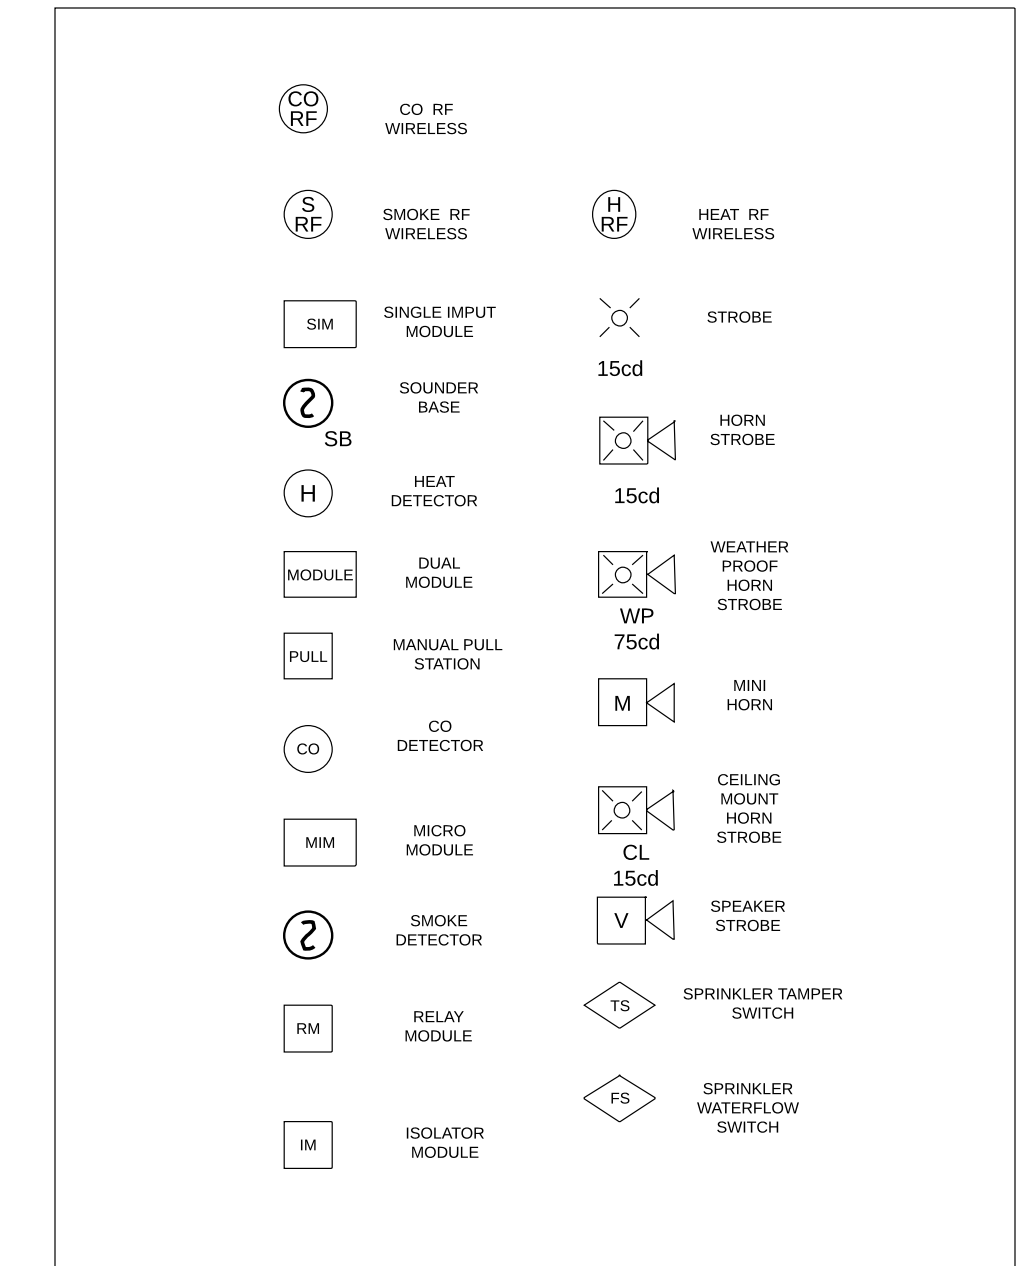 CO
RF
CO RF
WIRELESS
S
RF
SMOKE RF
WIRELESS
H
RF
HEAT RF
WIRELESS
SIM
SINGLE IMPUT
MODULE
STROBE
15cd
SB
SOUNDER
BASE
HORN
STROBE
15cd
H
HEAT
DETECTOR
MODULE
DUAL
MODULE
WEATHER
PROOF
HORN
STROBE
WP
75cd
PULL
MANUAL PULL
STATION
M
MINI
HORN
CO
CO
DETECTOR
MIM
MICRO
MODULE
CEILING
MOUNT
HORN
STROBE
CL
15cd
SMOKE
DETECTOR
V
SPEAKER
STROBE
RM
RELAY
MODULE
TS
SPRINKLER TAMPER
SWITCH
IM
ISOLATOR
MODULE
FS
SPRINKLER
WATERFLOW
SWITCH